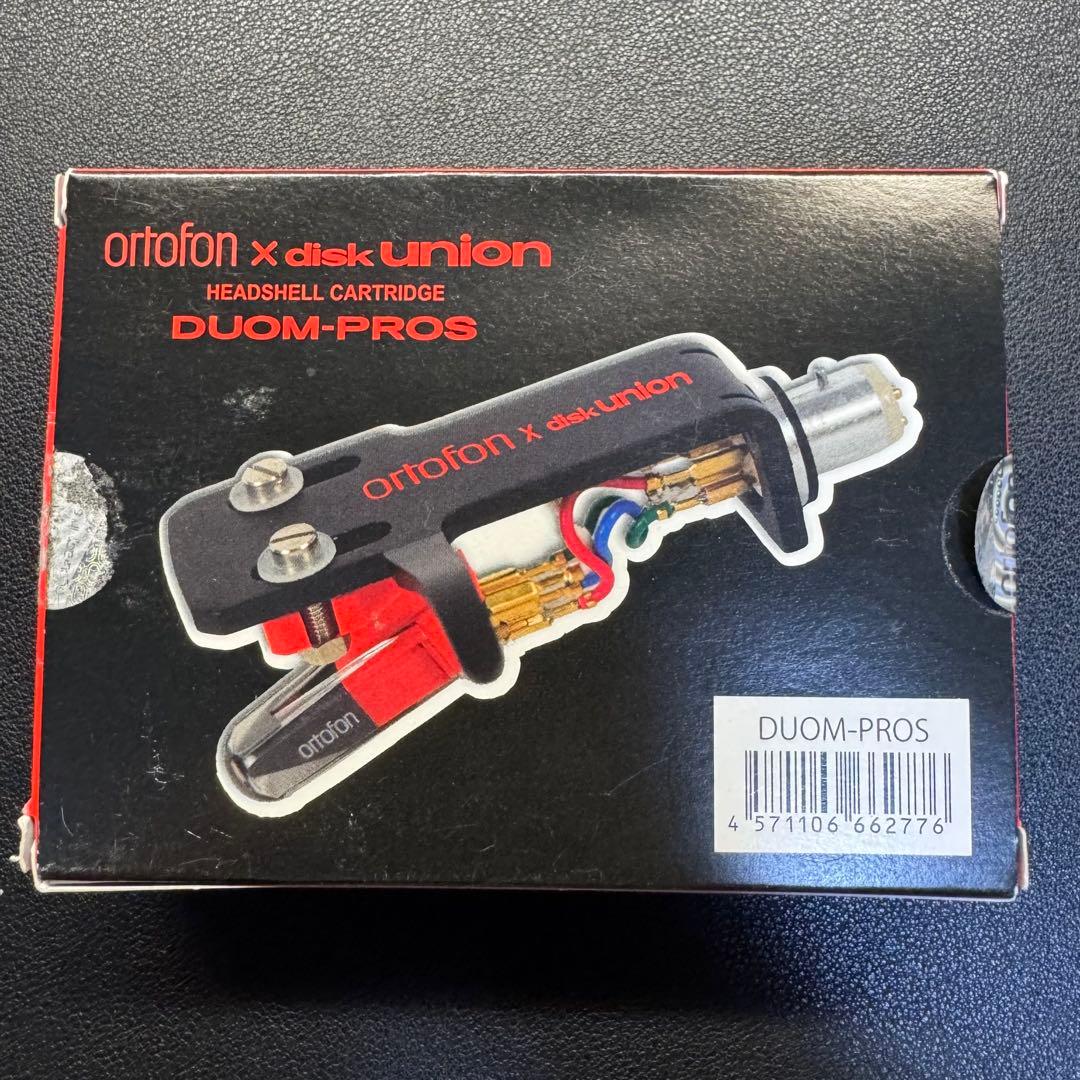 ortofon x disk union
HEADSHELL CARTRIDGE
DUOM-PROS
ortofon x disk union
ortofon
DUOM-PROS
4 571106 662776